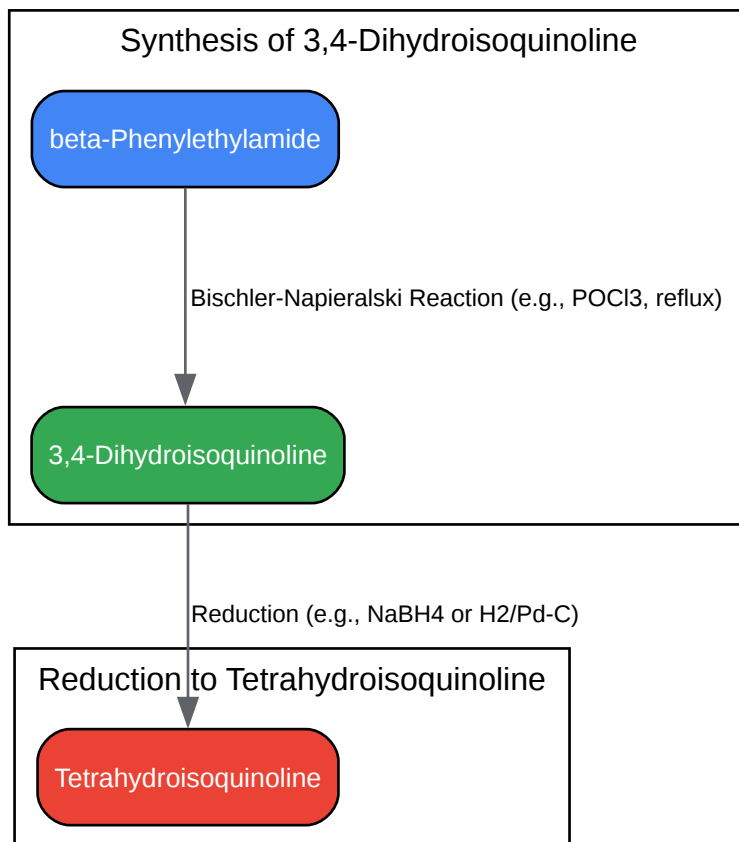 Synthesis of 3,4-Dihydroisoquinoline
beta-Phenylethylamide
Bischler-Napieralski Reaction (e.g., POCl3, reflux)
3,4-Dihydroisoquinoline
Reduction (e.g., NaBH4 or H2/Pd-C)
Reduction to Tetrahydroisoquinoline
Tetrahydroisoquinoline